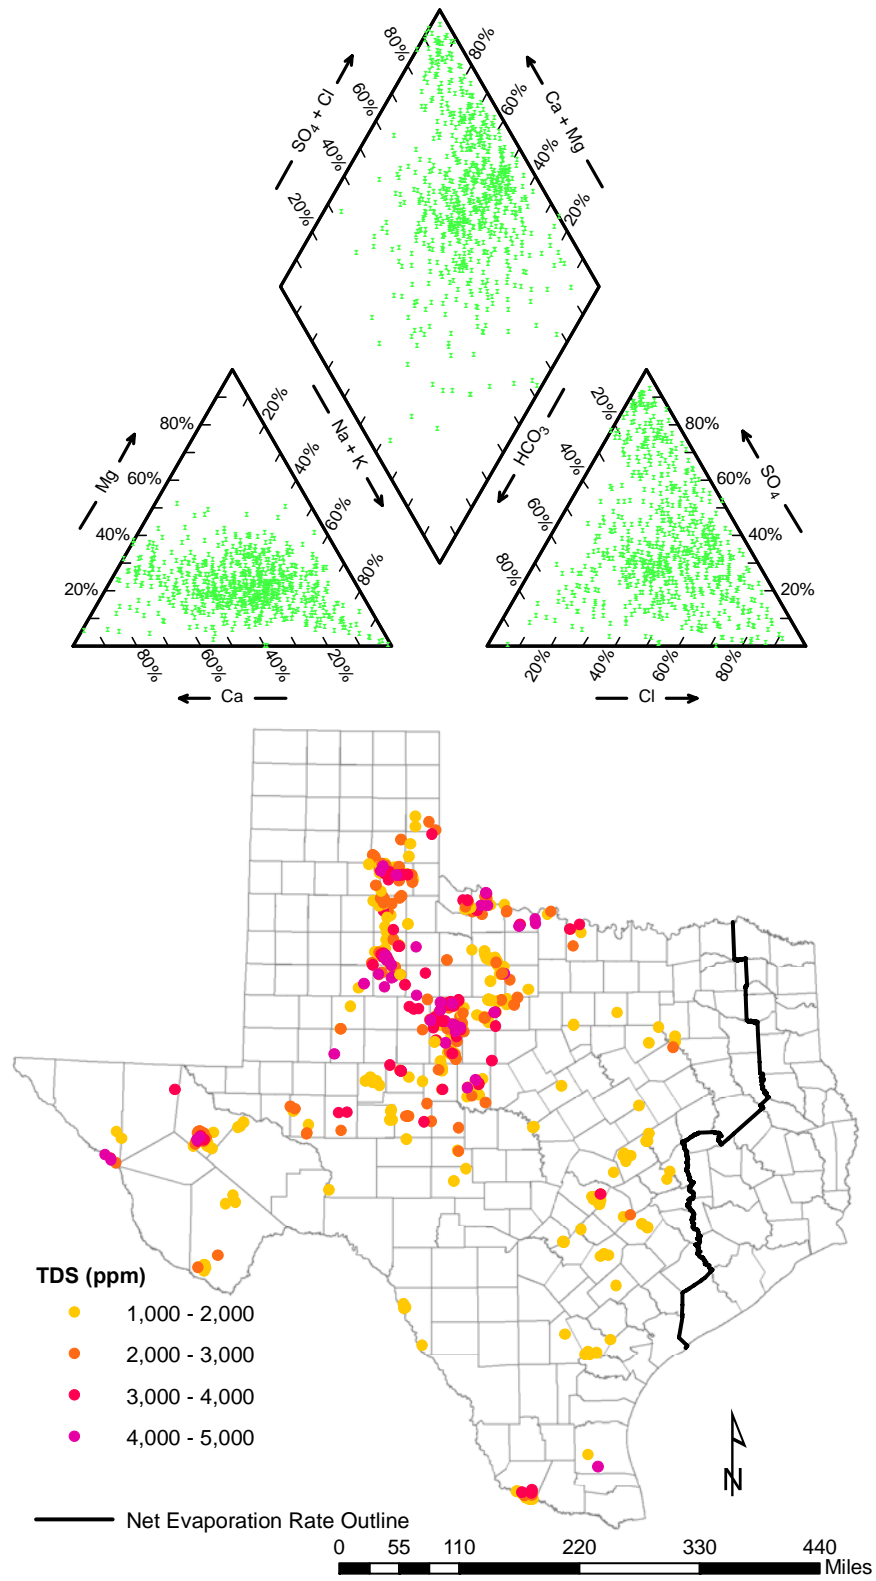 80%
80%
SO4 + Cl
Ca + Mg
60%
60%
40%
40%
20%
20%
Mg
80%
60%
40%
20%
20%
40%
60%
80%
Na + K
HCO3
20%
40%
60%
80%
80%
60%
40%
20%
SO4
80%
60%
40%
20%
Ca
20%
40%
60%
80%
Cl
TDS (ppm)
1,000 - 2,000
2,000 - 3,000
3,000 - 4,000
4,000 - 5,000
N
Net Evaporation Rate Outline
0 55 110 220 330 440
Miles